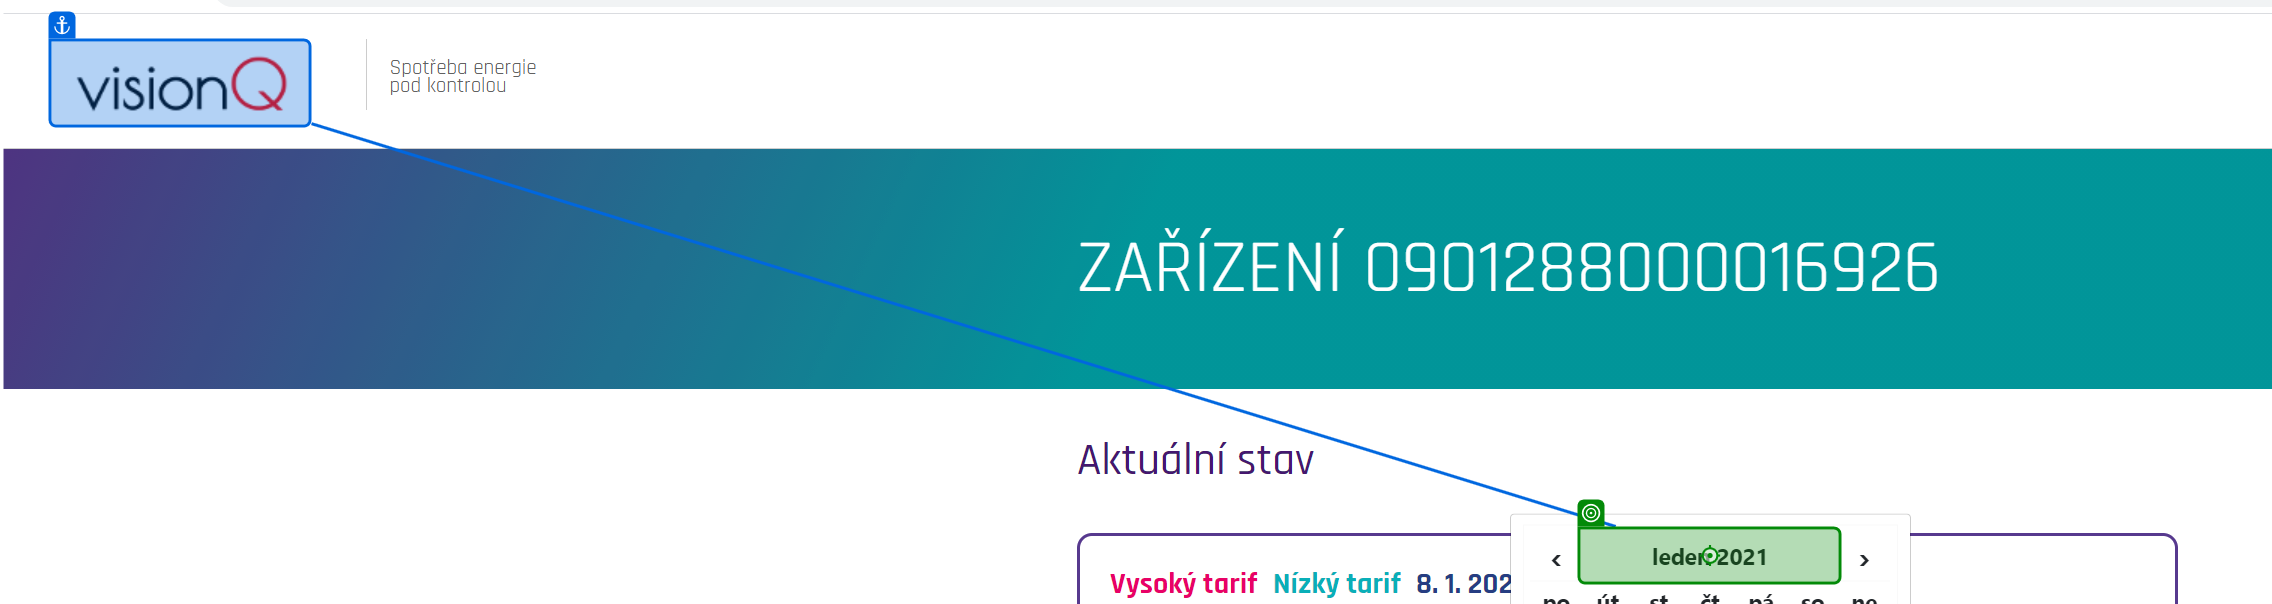 visionQ
Spotřeba energie
pod kontrolou
ZAŘÍZENÍ 0901288000016926
Aktuální stav
‹ leden 2021 ›
Vysoký tarif Nízký tarif 8. 1. 202
po út st čt pá so ne